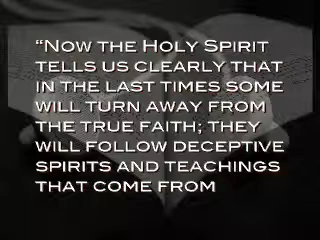 “Now the Holy Spirit
tells us clearly that
in the last times some
will turn away from
the true faith; they
will follow deceptive
spirits and teachings
that come from